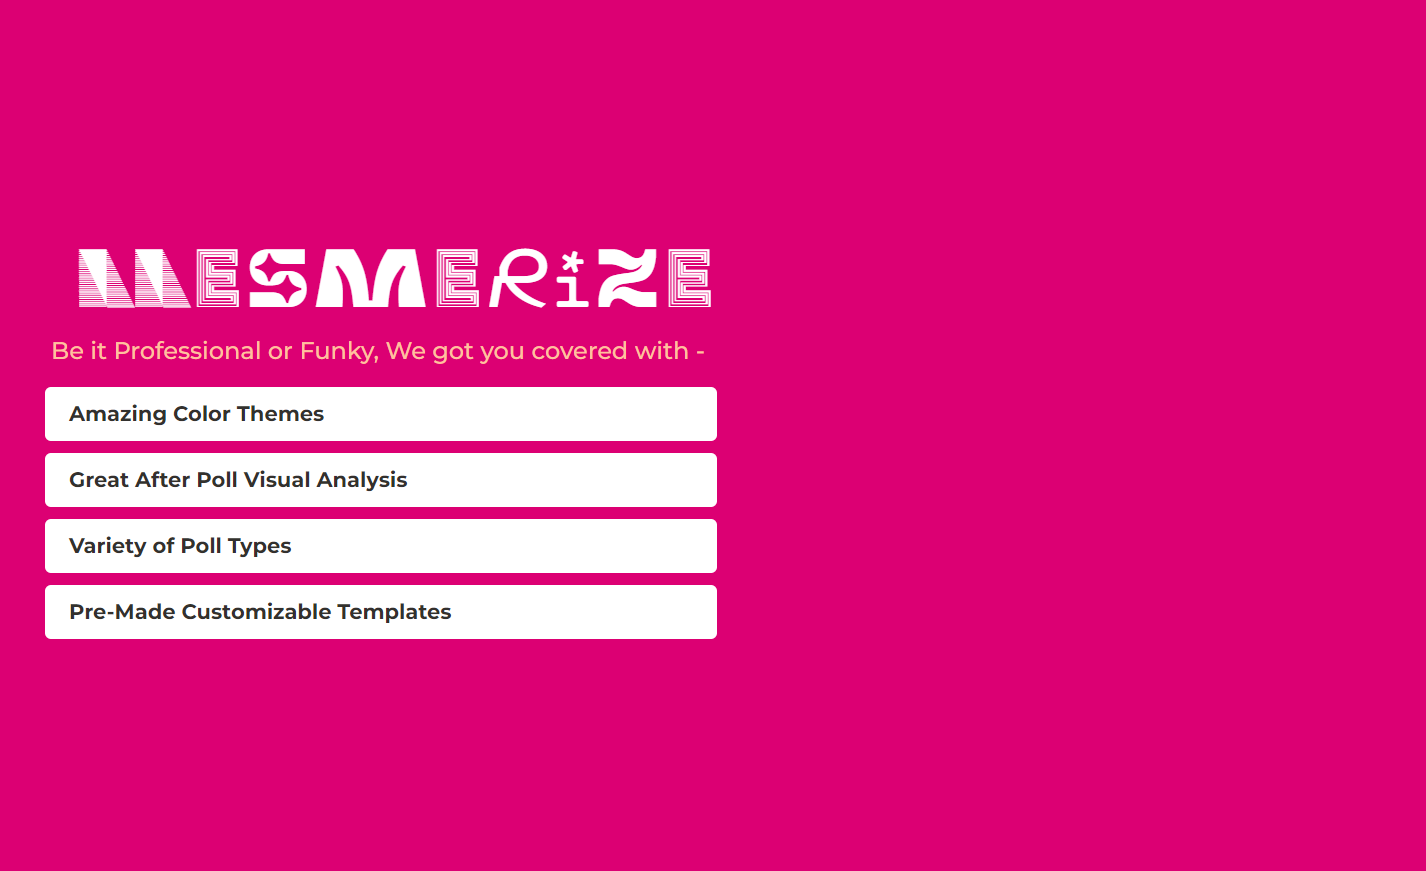 MESMERiZE
Be it Professional or Funky, We got you covered with -
Amazing Color Themes
Great After Poll Visual Analysis
Variety of Poll Types
Pre-Made Customizable Templates